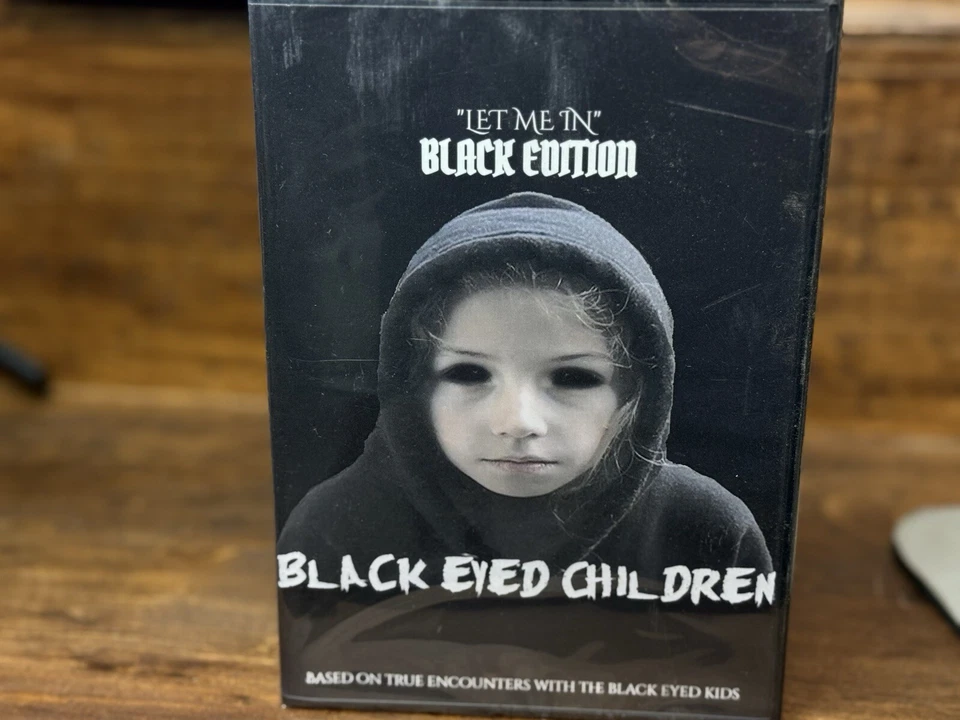 "LET ME IN"
BLACK EDITION
BLACK EYED CHILDREN
BASED ON TRUE ENCOUNTERS WITH THE BLACK EYED KIDS